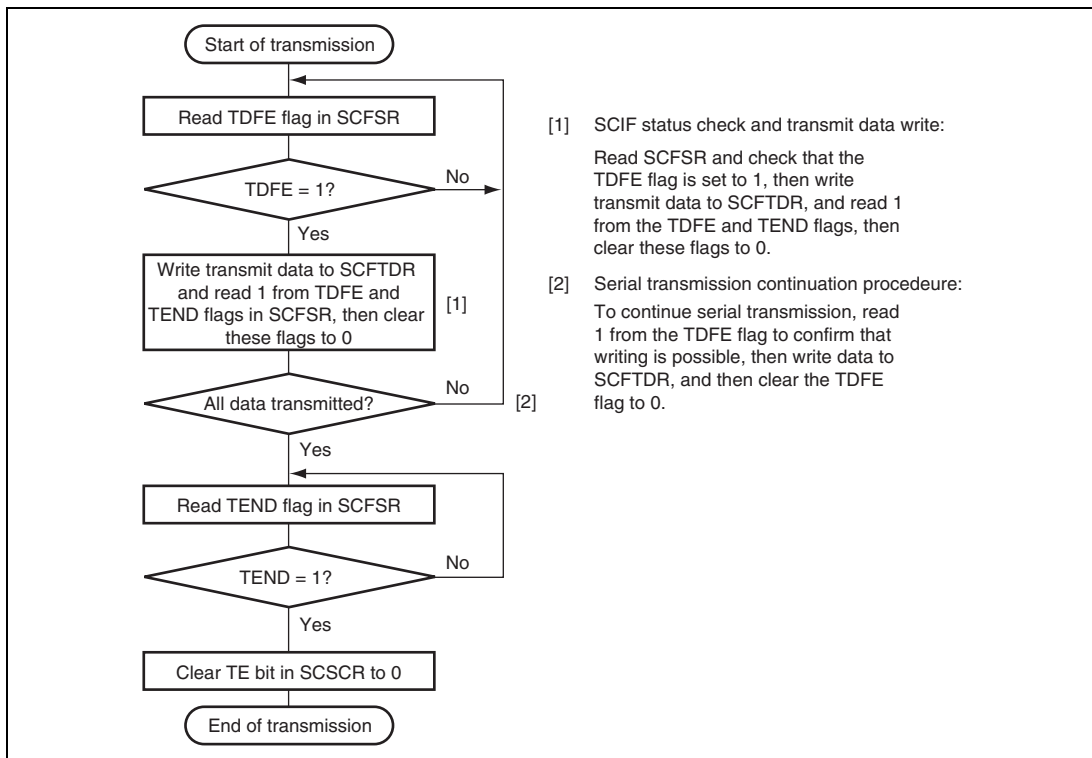 Start of transmission
Read TDFE flag in SCFSR
TDFE = 1?
No
Yes
Write transmit data to SCFTDR
and read 1 from TDFE and
TEND flags in SCFSR, then clear
these flags to 0
[1]
All data transmitted?
No
[2]
Yes
Read TEND flag in SCFSR
TEND = 1?
No
Yes
Clear TE bit in SCSCR to 0
End of transmission
[1] SCIF status check and transmit data write:
Read SCFSR and check that the
TDFE flag is set to 1, then write
transmit data to SCFTDR, and read 1
from the TDFE and TEND flags, then
clear these flags to 0.
[2] Serial transmission continuation procedeure:
To continue serial transmission, read
1 from the TDFE flag to confirm that
writing is possible, then write data to
SCFTDR, and then clear the TDFE
flag to 0.